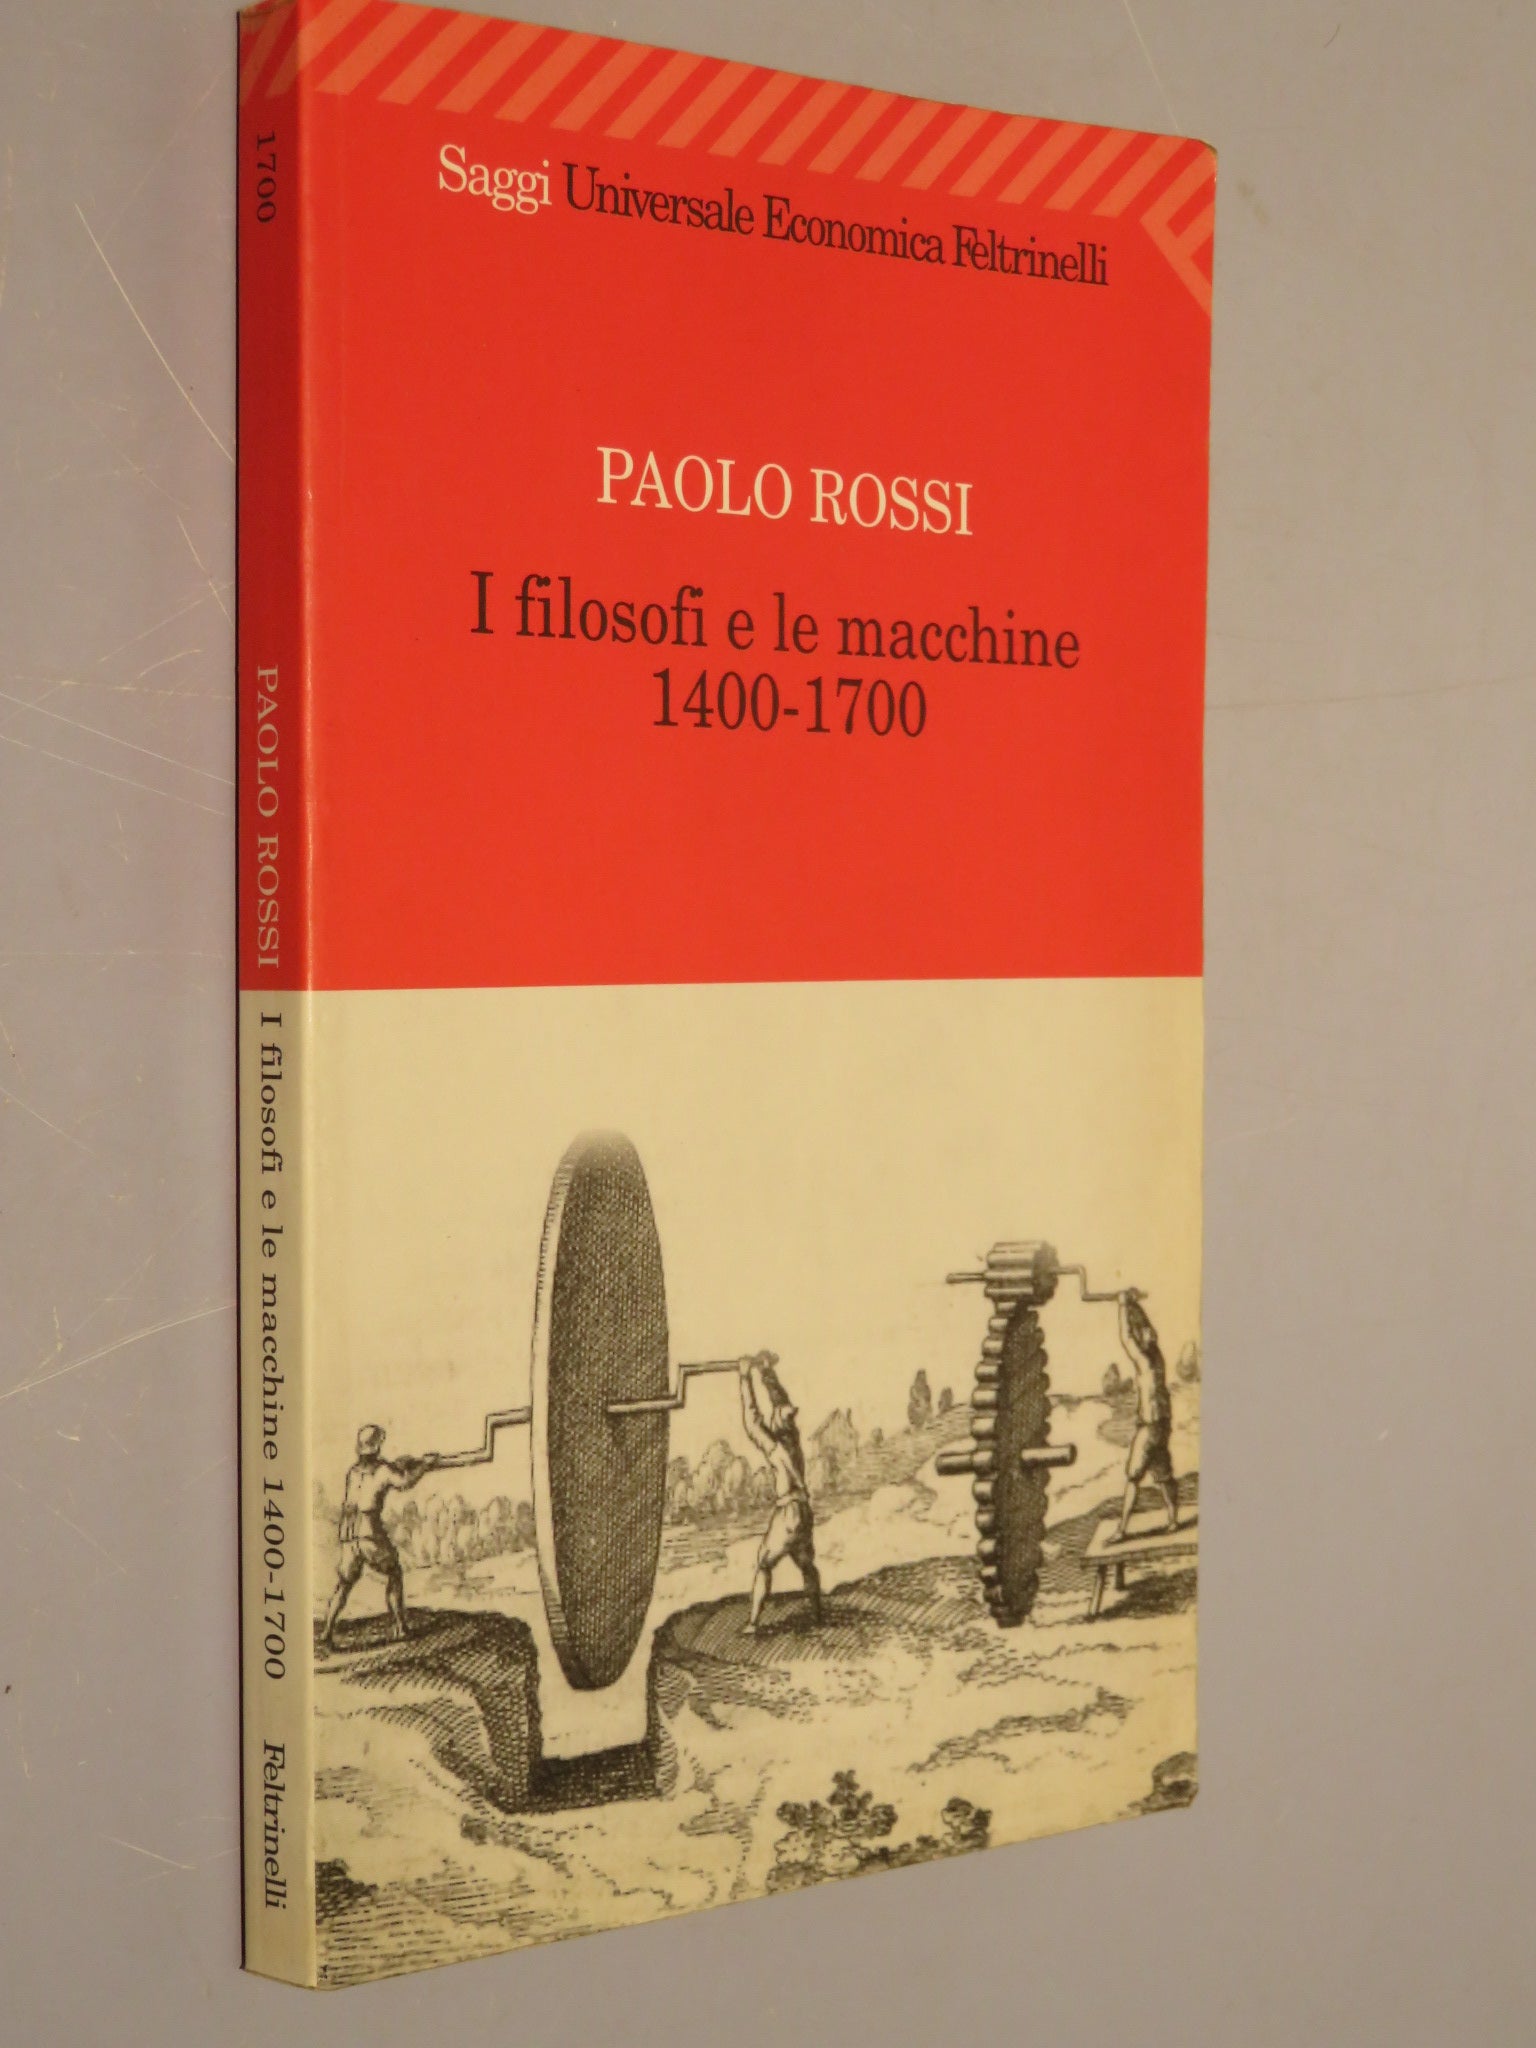 Saggi Universale Economica Feltrinelli
PAOLO ROSSI
I filosofi e le macchine
1400-1700
1700 PAOLO ROSSI I filosofi e le macchine 1400-1700 Feltrinelli